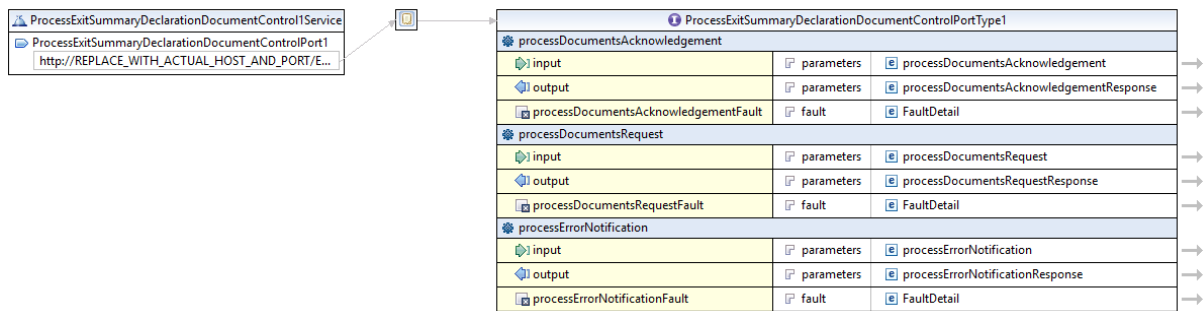 ProcessExitSummaryDeclarationDocumentControl1Service
ProcessExitSummaryDeclarationDocumentControlPort1
http://REPLACE_WITH_ACTUAL_HOST_AND_PORT/E...
ProcessExitSummaryDeclarationDocumentControlPortType1
processDocumentsAcknowledgement
input parameters processDocumentsAcknowledgement
output parameters processDocumentsAcknowledgementResponse
processDocumentsAcknowledgementFault fault FaultDetail
processDocumentsRequest
input parameters processDocumentsRequest
output parameters processDocumentsRequestResponse
processDocumentsRequestFault fault FaultDetail
processErrorNotification
input parameters processErrorNotification
output parameters processErrorNotificationResponse
processErrorNotificationFault fault FaultDetail